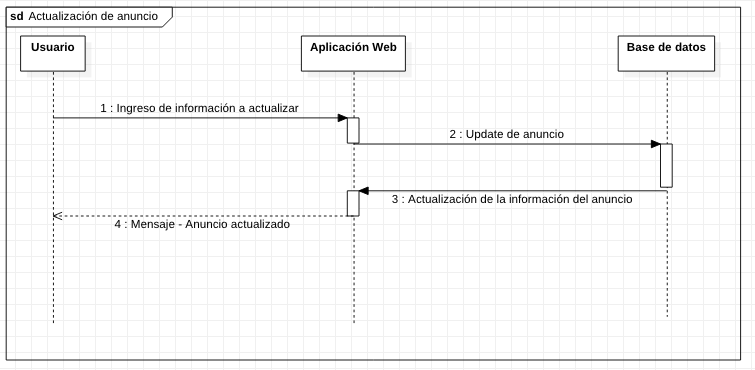 sd Actualización de anuncio
Usuario
Aplicación Web
Base de datos
1 : Ingreso de información a actualizar
2 : Update de anuncio
3 : Actualización de la información del anuncio
4 : Mensaje - Anuncio actualizado